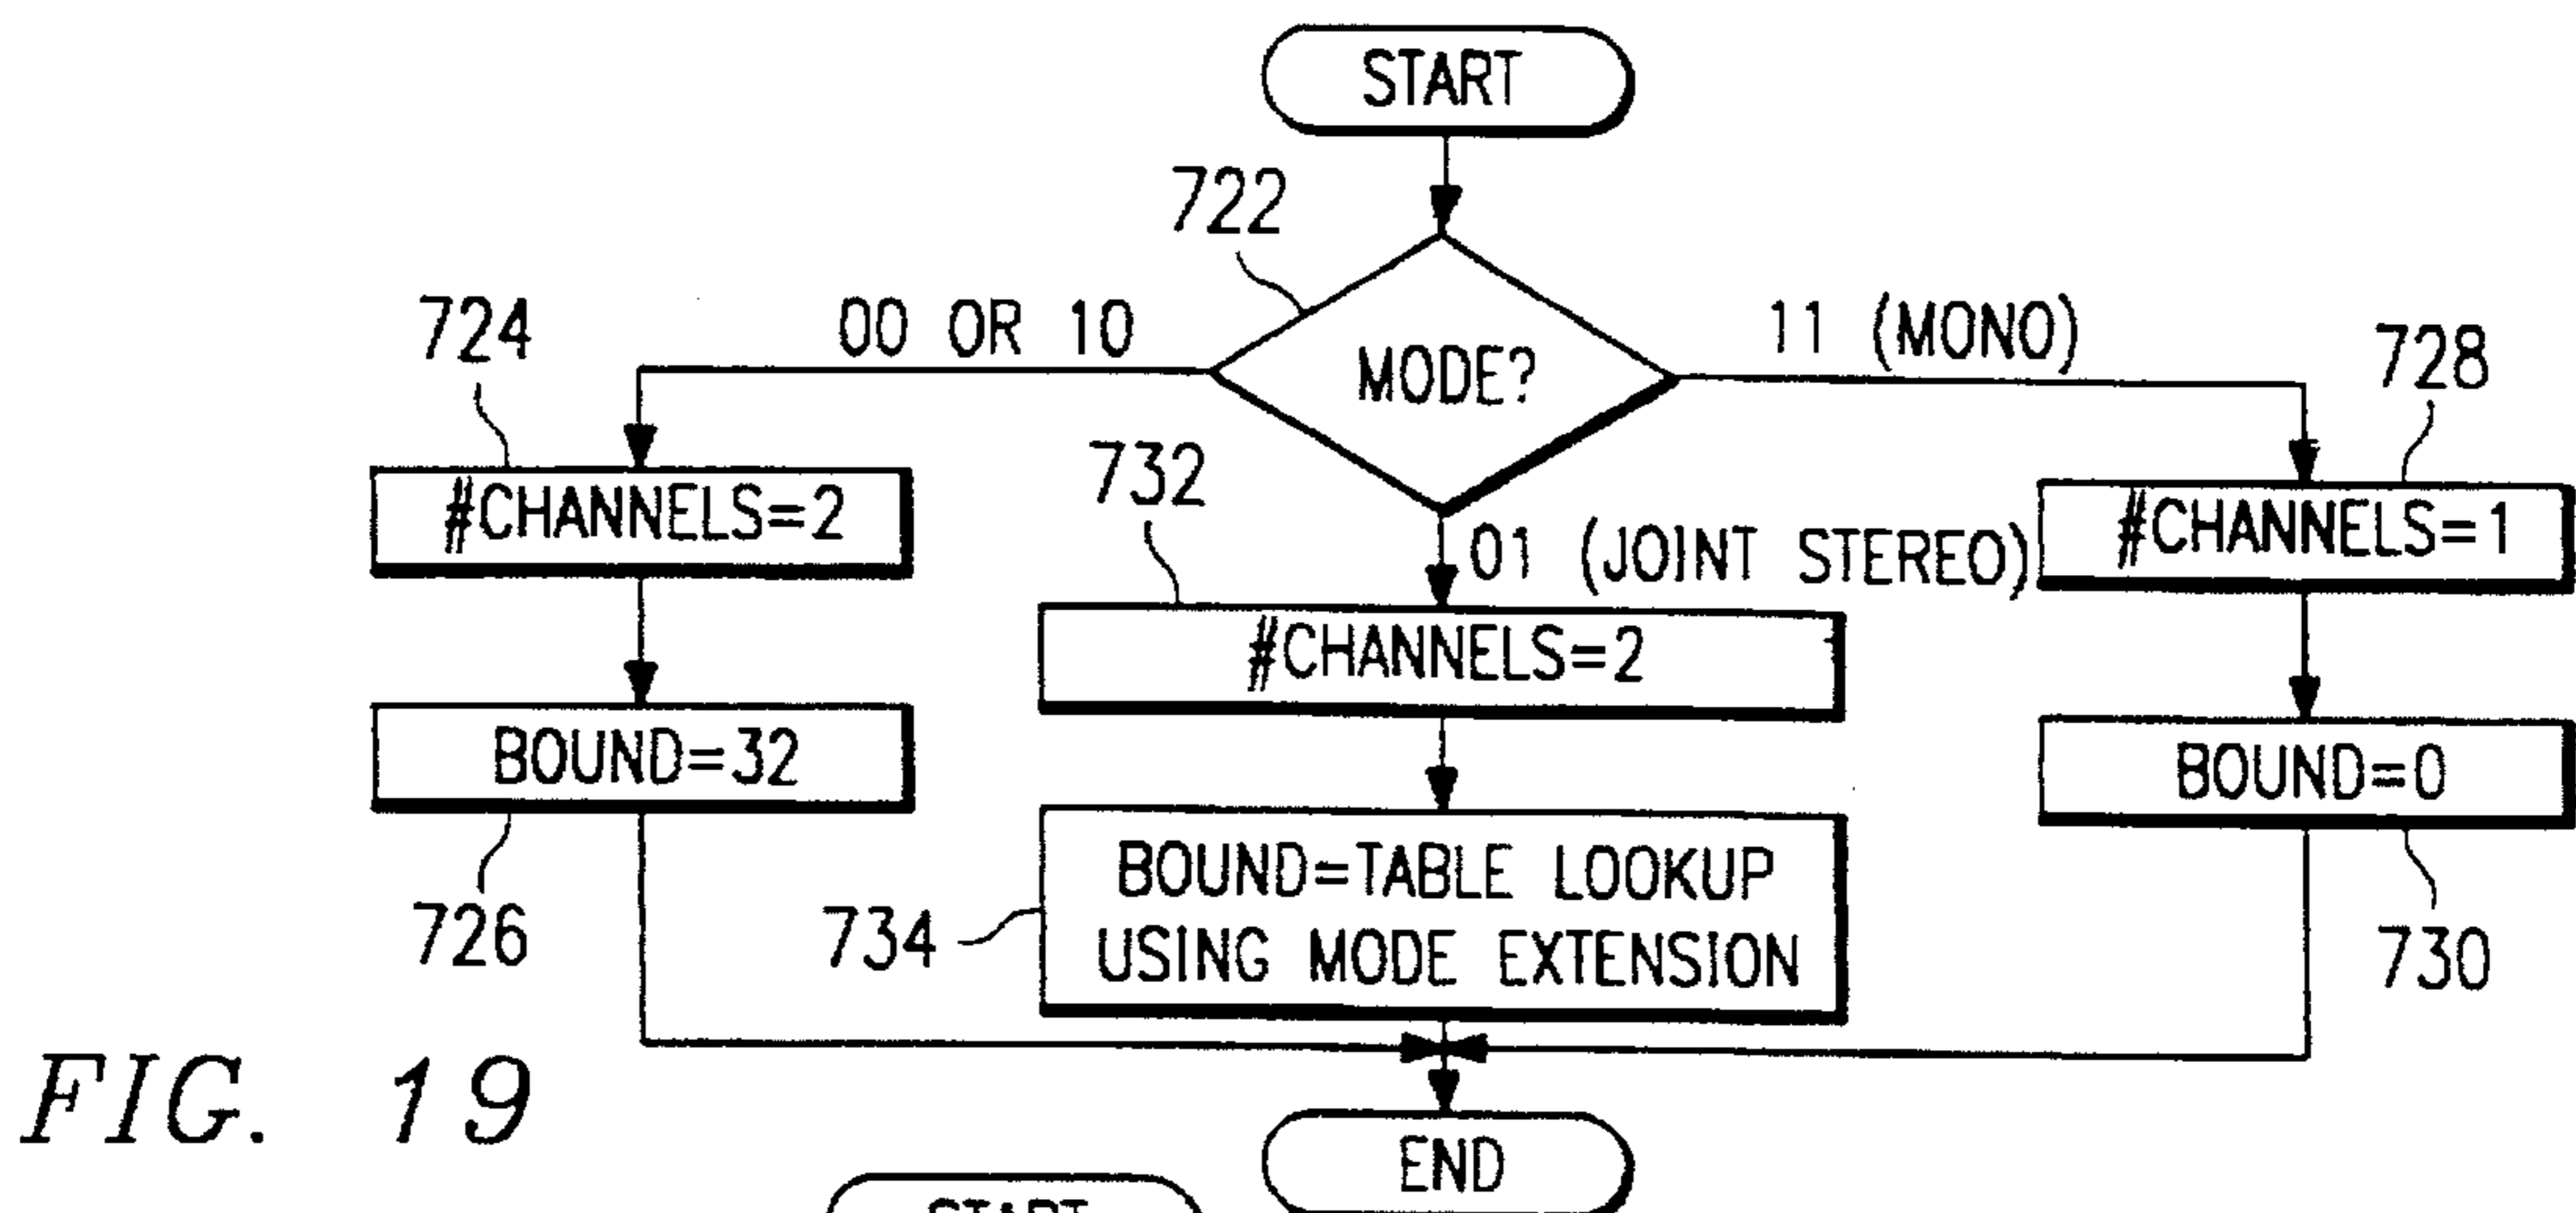 START
722
MODE?
00 OR 10
11 (MONO)
01 (JOINT STEREO)
724
#CHANNELS=2
BOUND=32
726
732
#CHANNELS=2
734
BOUND=TABLE LOOKUP
USING MODE EXTENSION
728
#CHANNELS=1
BOUND=0
730
END
FIG. 19
START